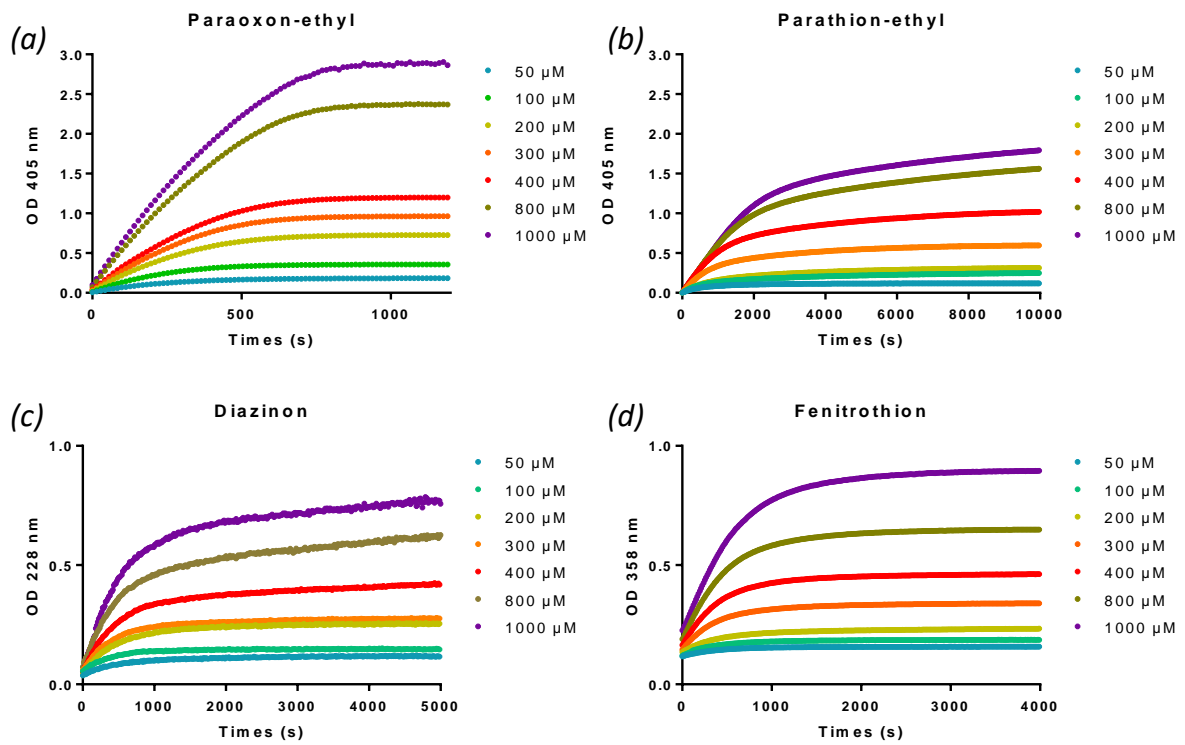 Paraoxon-ethyl
(a)
OD 405 nm
3.0
2.5
2.0
1.5
1.0
0.5
0.0
0
500
1000
Times (s)
50 µM
100 µM
200 µM
300 µM
400 µM
800 µM
1000 µM
Parathion-ethyl
(b)
OD 405 nm
3.0
2.5
2.0
1.5
1.0
0.5
0.0
0
2000
4000
6000
8000
10000
Times (s)
50 µM
100 µM
200 µM
300 µM
400 µM
800 µM
1000 µM
Diazinon
(c)
OD 228 nm
1.0
0.5
0.0
0
1000
2000
3000
4000
5000
Times (s)
50 µM
100 µM
200 µM
300 µM
400 µM
800 µM
1000 µM
Fenitrothion
(d)
OD 358 nm
1.0
0.5
0.0
0
1000
2000
3000
4000
Times (s)
50 µM
100 µM
200 µM
300 µM
400 µM
800 µM
1000 µM